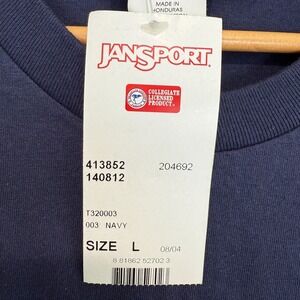 MADE IN
HONDURAS
JANSPORT
COLLEGIATE
LICENSED
PRODUCT
413852
204692
140812
T320003
003 NAVY
SIZE L
08/04
8 81862 52702 3